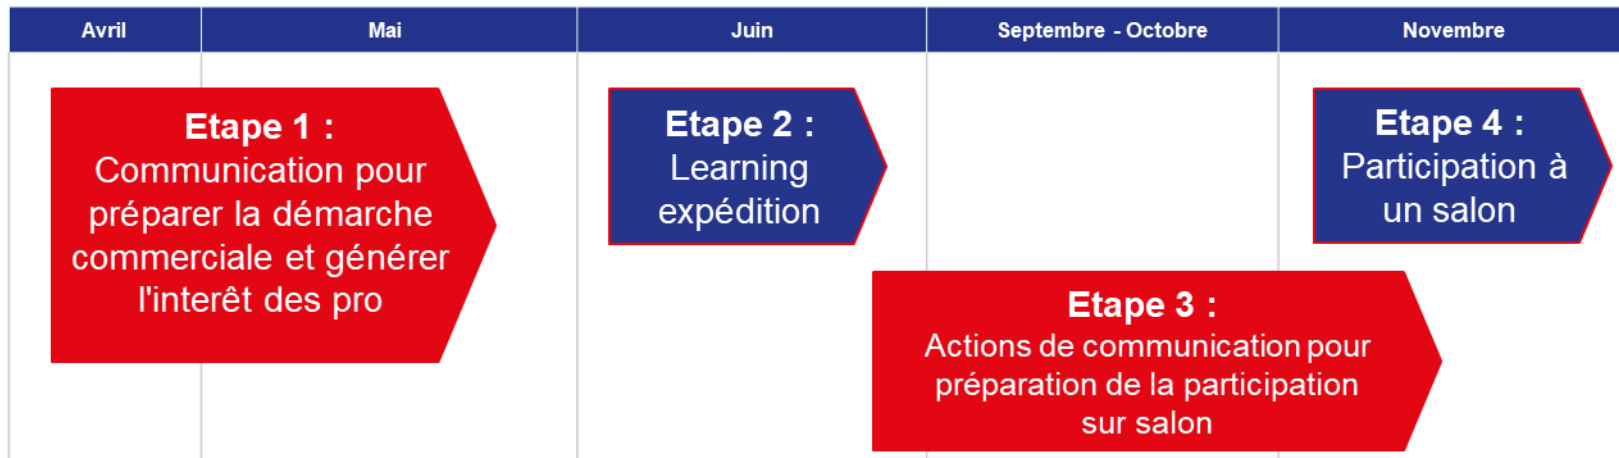 Avril
Mai
Juin
Septembre - Octobre
Novembre
Etape 1 :
Communication pour
préparer la démarche
commerciale et générer
l'interêt des pro
Etape 2 :
Learning
expédition
Etape 3 :
Actions de communication pour
préparation de la participation
sur salon
Etape 4 :
Participation à
un salon